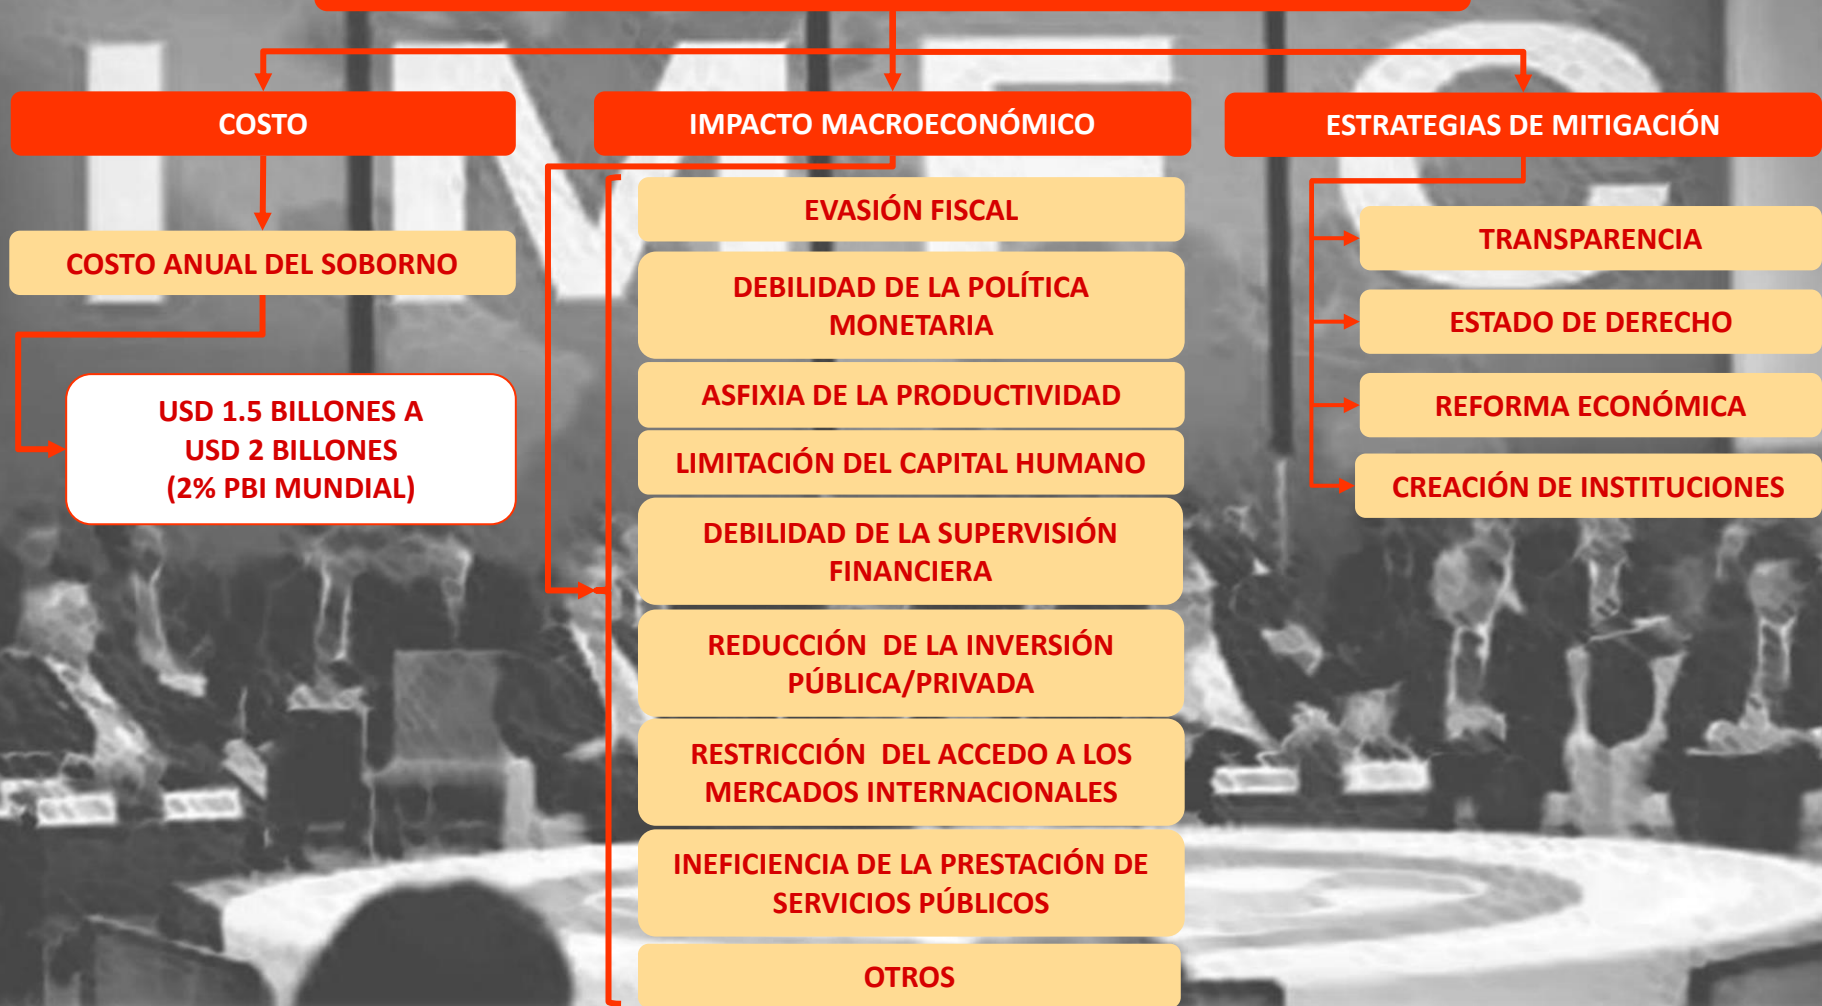 IMFC
COSTO
IMPACTO MACROECONÓMICO
ESTRATEGIAS DE MITIGACIÓN
COSTO ANUAL DEL SOBORNO
USD 1.5 BILLONES A
USD 2 BILLONES
(2% PBI MUNDIAL)
EVASIÓN FISCAL
DEBILIDAD DE LA POLÍTICA
MONETARIA
ASFIXIA DE LA PRODUCTIVIDAD
LIMITACIÓN DEL CAPITAL HUMANO
DEBILIDAD DE LA SUPERVISIÓN
FINANCIERA
REDUCCIÓN DE LA INVERSIÓN
PÚBLICA/PRIVADA
RESTRICCIÓN DEL ACCEDO A LOS
MERCADOS INTERNACIONALES
INEFICIENCIA DE LA PRESTACIÓN DE
SERVICIOS PÚBLICOS
OTROS
TRANSPARENCIA
ESTADO DE DERECHO
REFORMA ECONÓMICA
CREACIÓN DE INSTITUCIONES